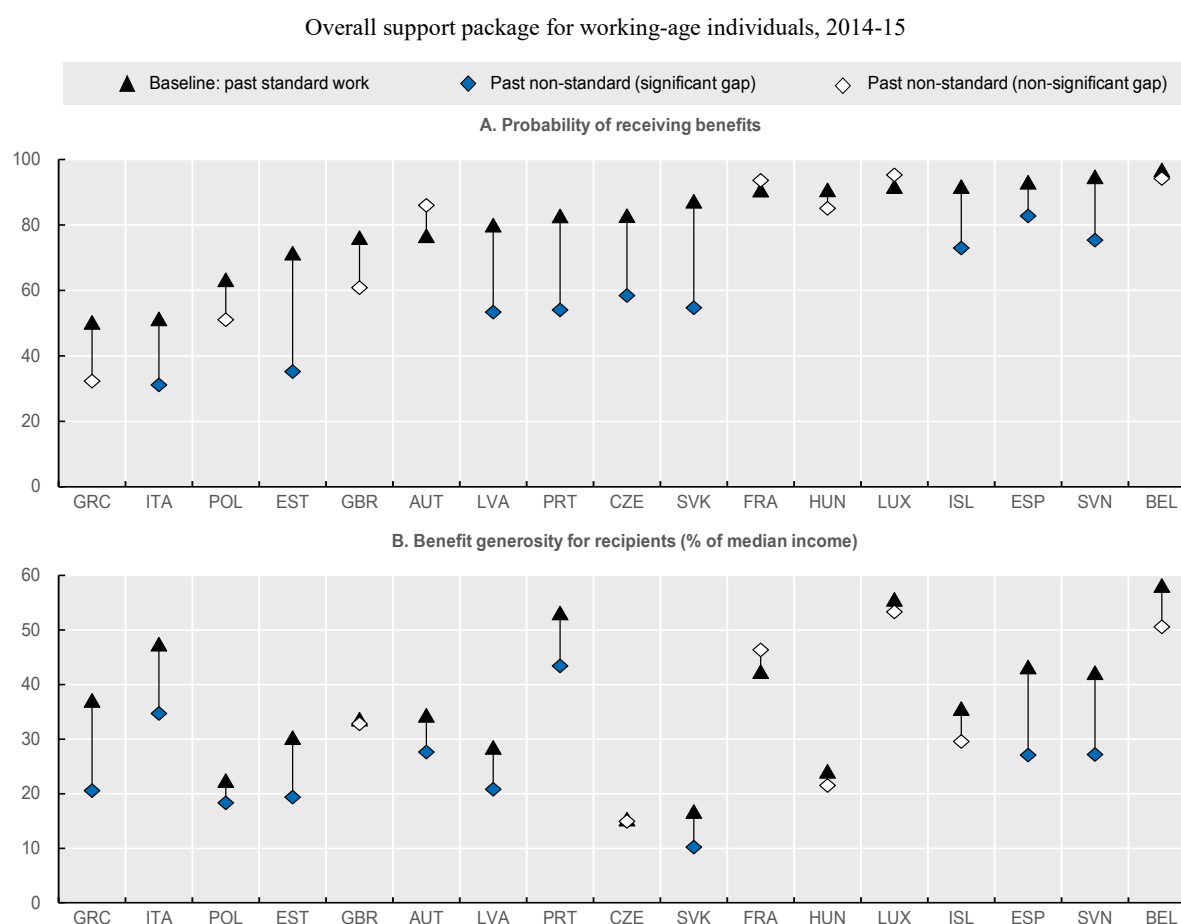 Overall support package for working-age individuals, 2014-15
Baseline: past standard work Past non-standard (significant gap) Past non-standard (non-significant gap)
A. Probability of receiving benefits
100
80
60
40
20
0
GRC ITA POL EST GBR AUT LVA PRT CZE SVK FRA HUN LUX ISL ESP SVN BEL
B. Benefit generosity for recipients (% of median income)
60
50
40
30
20
10
0
GRC ITA POL EST GBR AUT LVA PRT CZE SVK FRA HUN LUX ISL ESP SVN BEL